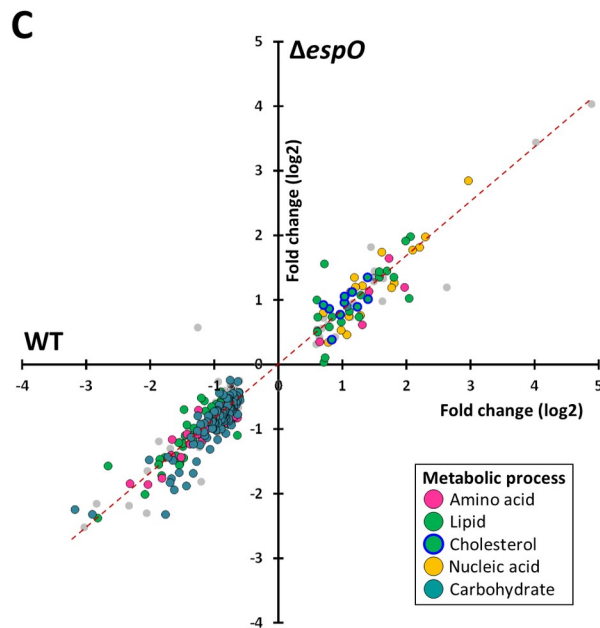 C
5
ΔespO
4
3
Fold change (log2)
2
1
WT
0
-4 -3 -2 -1 0 1 2 3 4 5
Fold change (log2)
-1
-2
-3
-4
Metabolic process
Amino acid
Lipid
Cholesterol
Nucleic acid
Carbohydrate